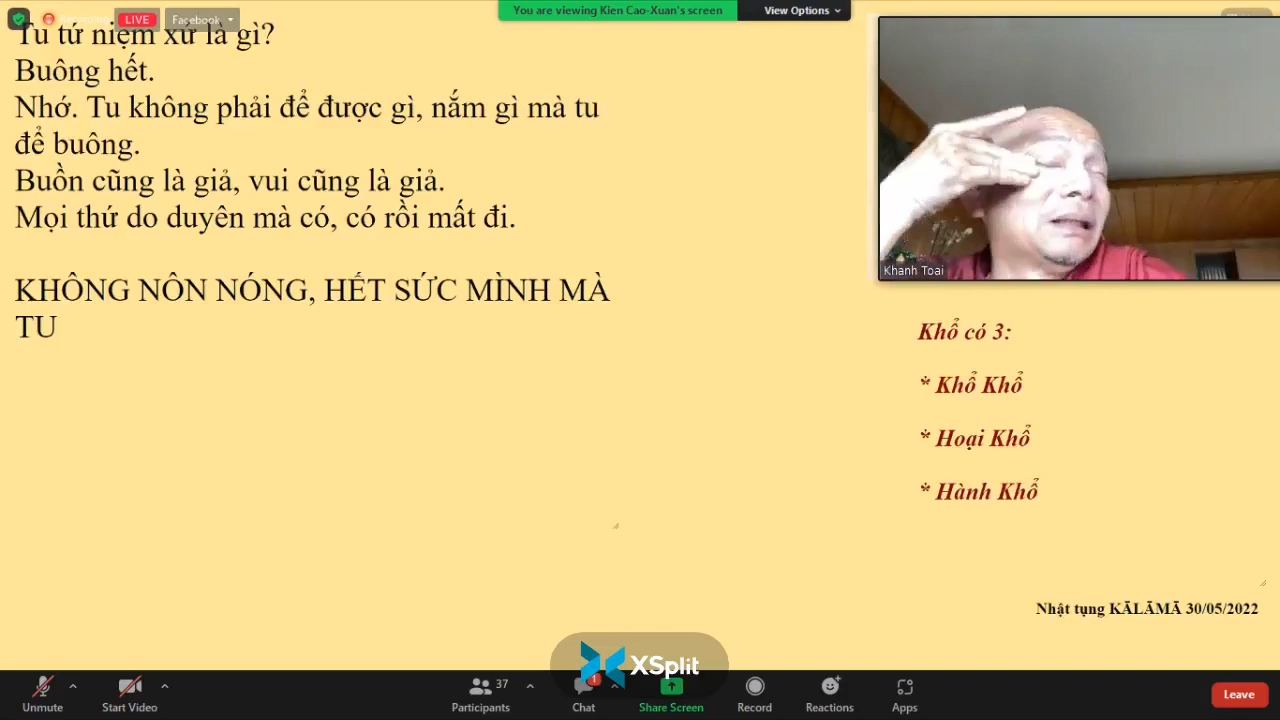 You are viewing Kien Cao-Xuan's screen
View Options
Recording
LIVE
Facebook
Tu tứ niệm xứ là gì?
Buông hết.
Nhớ. Tu không phải để được gì, nắm gì mà tu
để buông.
Buồn cũng là giả, vui cũng là giả.
Mọi thứ do duyên mà có, có rồi mất đi.
KHÔNG NÔN NÓNG, HẾT SỨC MÌNH MÀ
TU
Khanh Toai
Khổ có 3:
* Khổ Khổ
* Hoại Khổ
* Hành Khổ
Nhật tụng KĀLĀMĀ 30/05/2022
XSplit
Unmute
Start Video
37
Participants
1
Chat
Share Screen
Record
Reactions
Apps
Leave